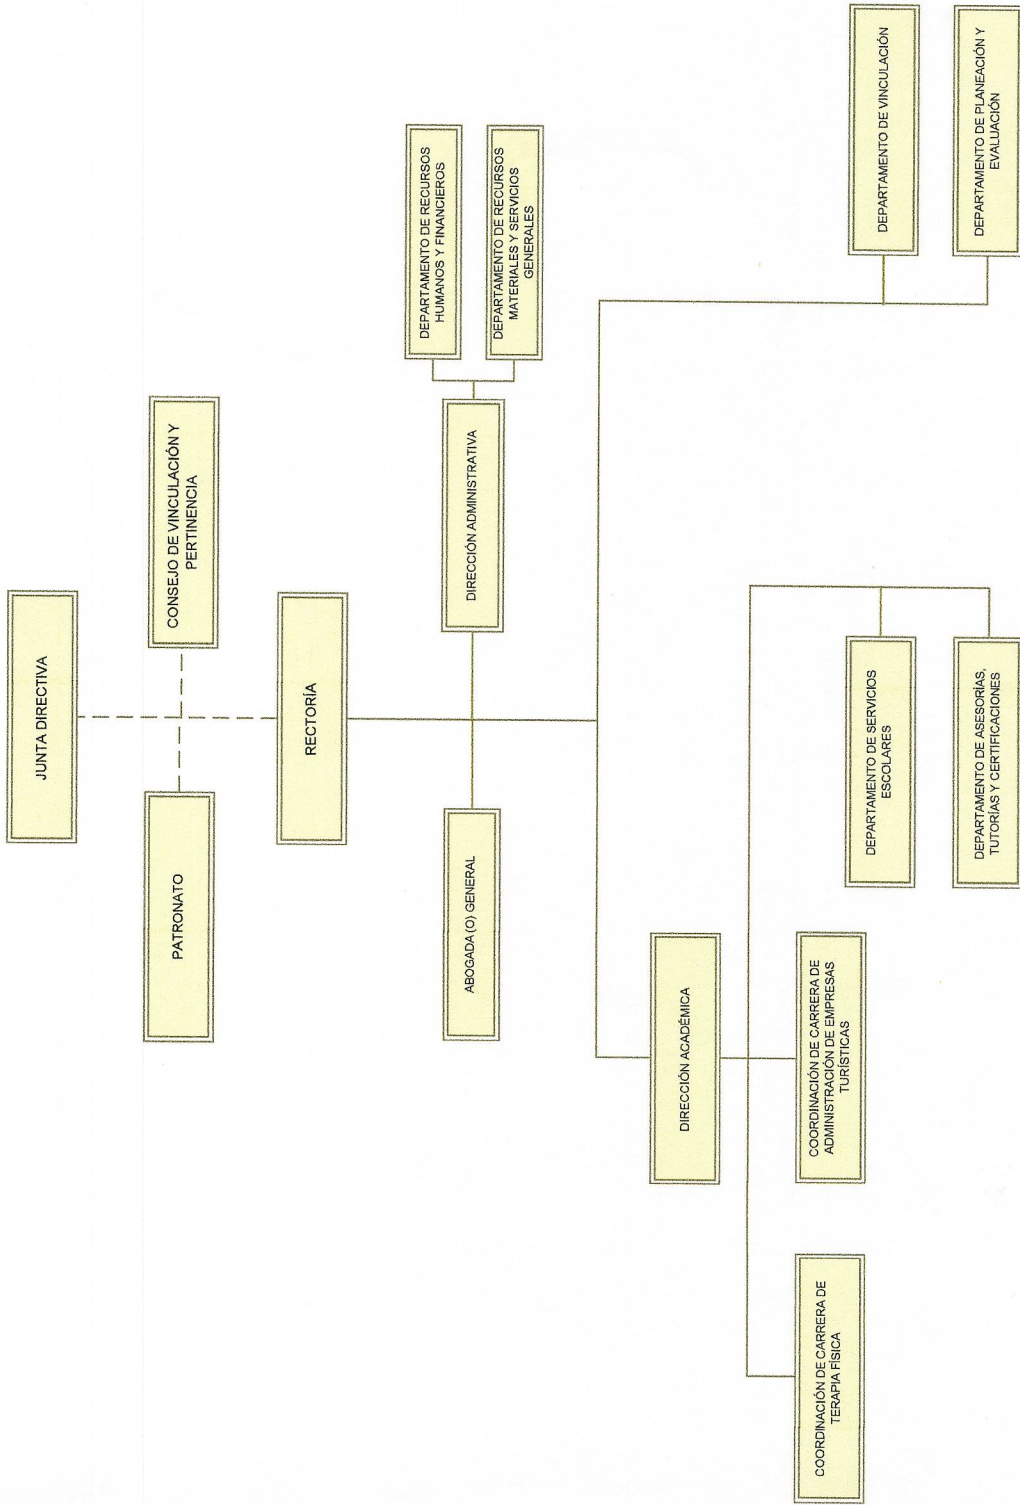 JUNTA DIRECTIVA
PATRONATO
CONSEJO DE VINCULACIÓN Y
PERTINENCIA
RECTORÍA
ABOGADA (O) GENERAL
DIRECCIÓN ADMINISTRATIVA
DEPARTAMENTO DE RECURSOS
HUMANOS Y FINANCIEROS
DEPARTAMENTO DE RECURSOS
MATERIALES Y SERVICIOS
GENERALES
DIRECCIÓN ACADÉMICA
COORDINACIÓN DE CARRERA DE
TERAPIA FÍSICA
COORDINACIÓN DE CARRERA DE
ADMINISTRACIÓN DE EMPRESAS
TURÍSTICAS
DEPARTAMENTO DE SERVICIOS
ESCOLARES
DEPARTAMENTO DE ASESORÍAS,
TUTORÍAS Y CERTIFICACIONES
DEPARTAMENTO DE VINCULACIÓN
DEPARTAMENTO DE PLANEACIÓN Y
EVALUACIÓN